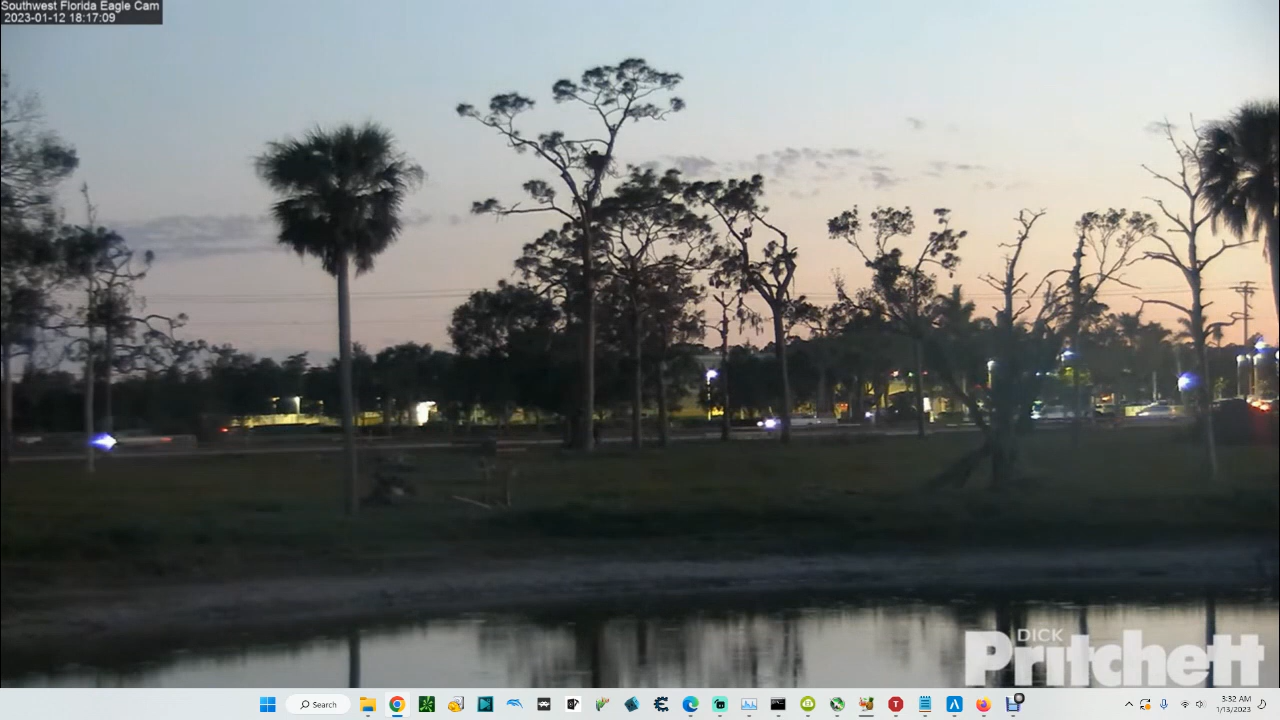 Southwest Florida Eagle Cam
2023-01-12 18:17:09
DICK
Pritchett
Search
3:32 AM
1/13/2023